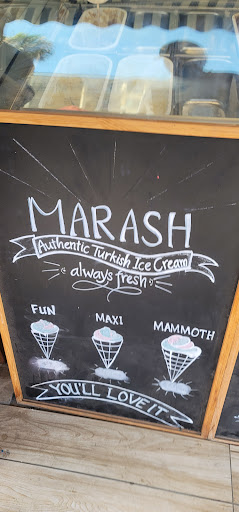 MARASH
Authentic Turkish Ice Cream
always fresh
FUN MAXI MAMMOTH
YOU'LL LOVE IT